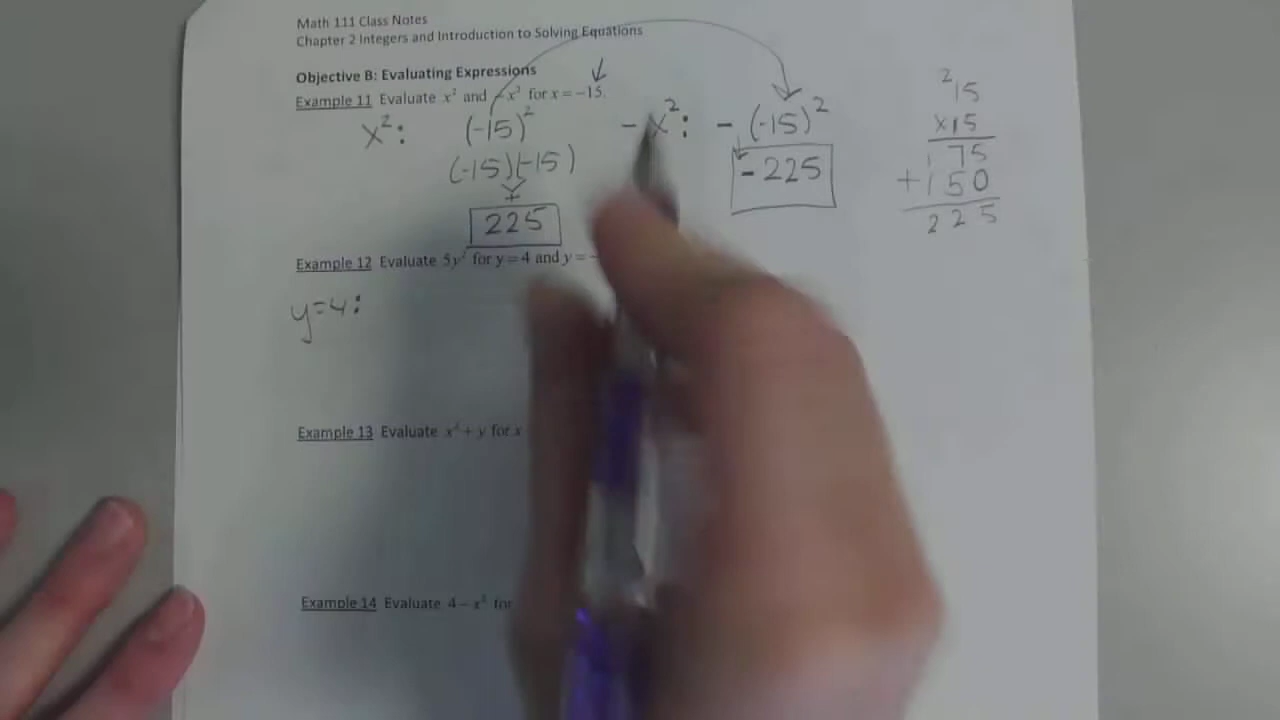 Math 111 Class Notes
Chapter 2 Integers and Introduction to Solving Equations
Objective B: Evaluating Expressions
Example 11 Evaluate x² and −x² for x = −15.
x²: (-15)² -x²: -(-15)²
(-15)(-15)
+
225
-225
2
15
x15
1
75
+150
225
Example 12 Evaluate 5y² for y = 4 and y = −
y=4:
Example 13 Evaluate x² + y for x
Example 14 Evaluate 4 − x² for